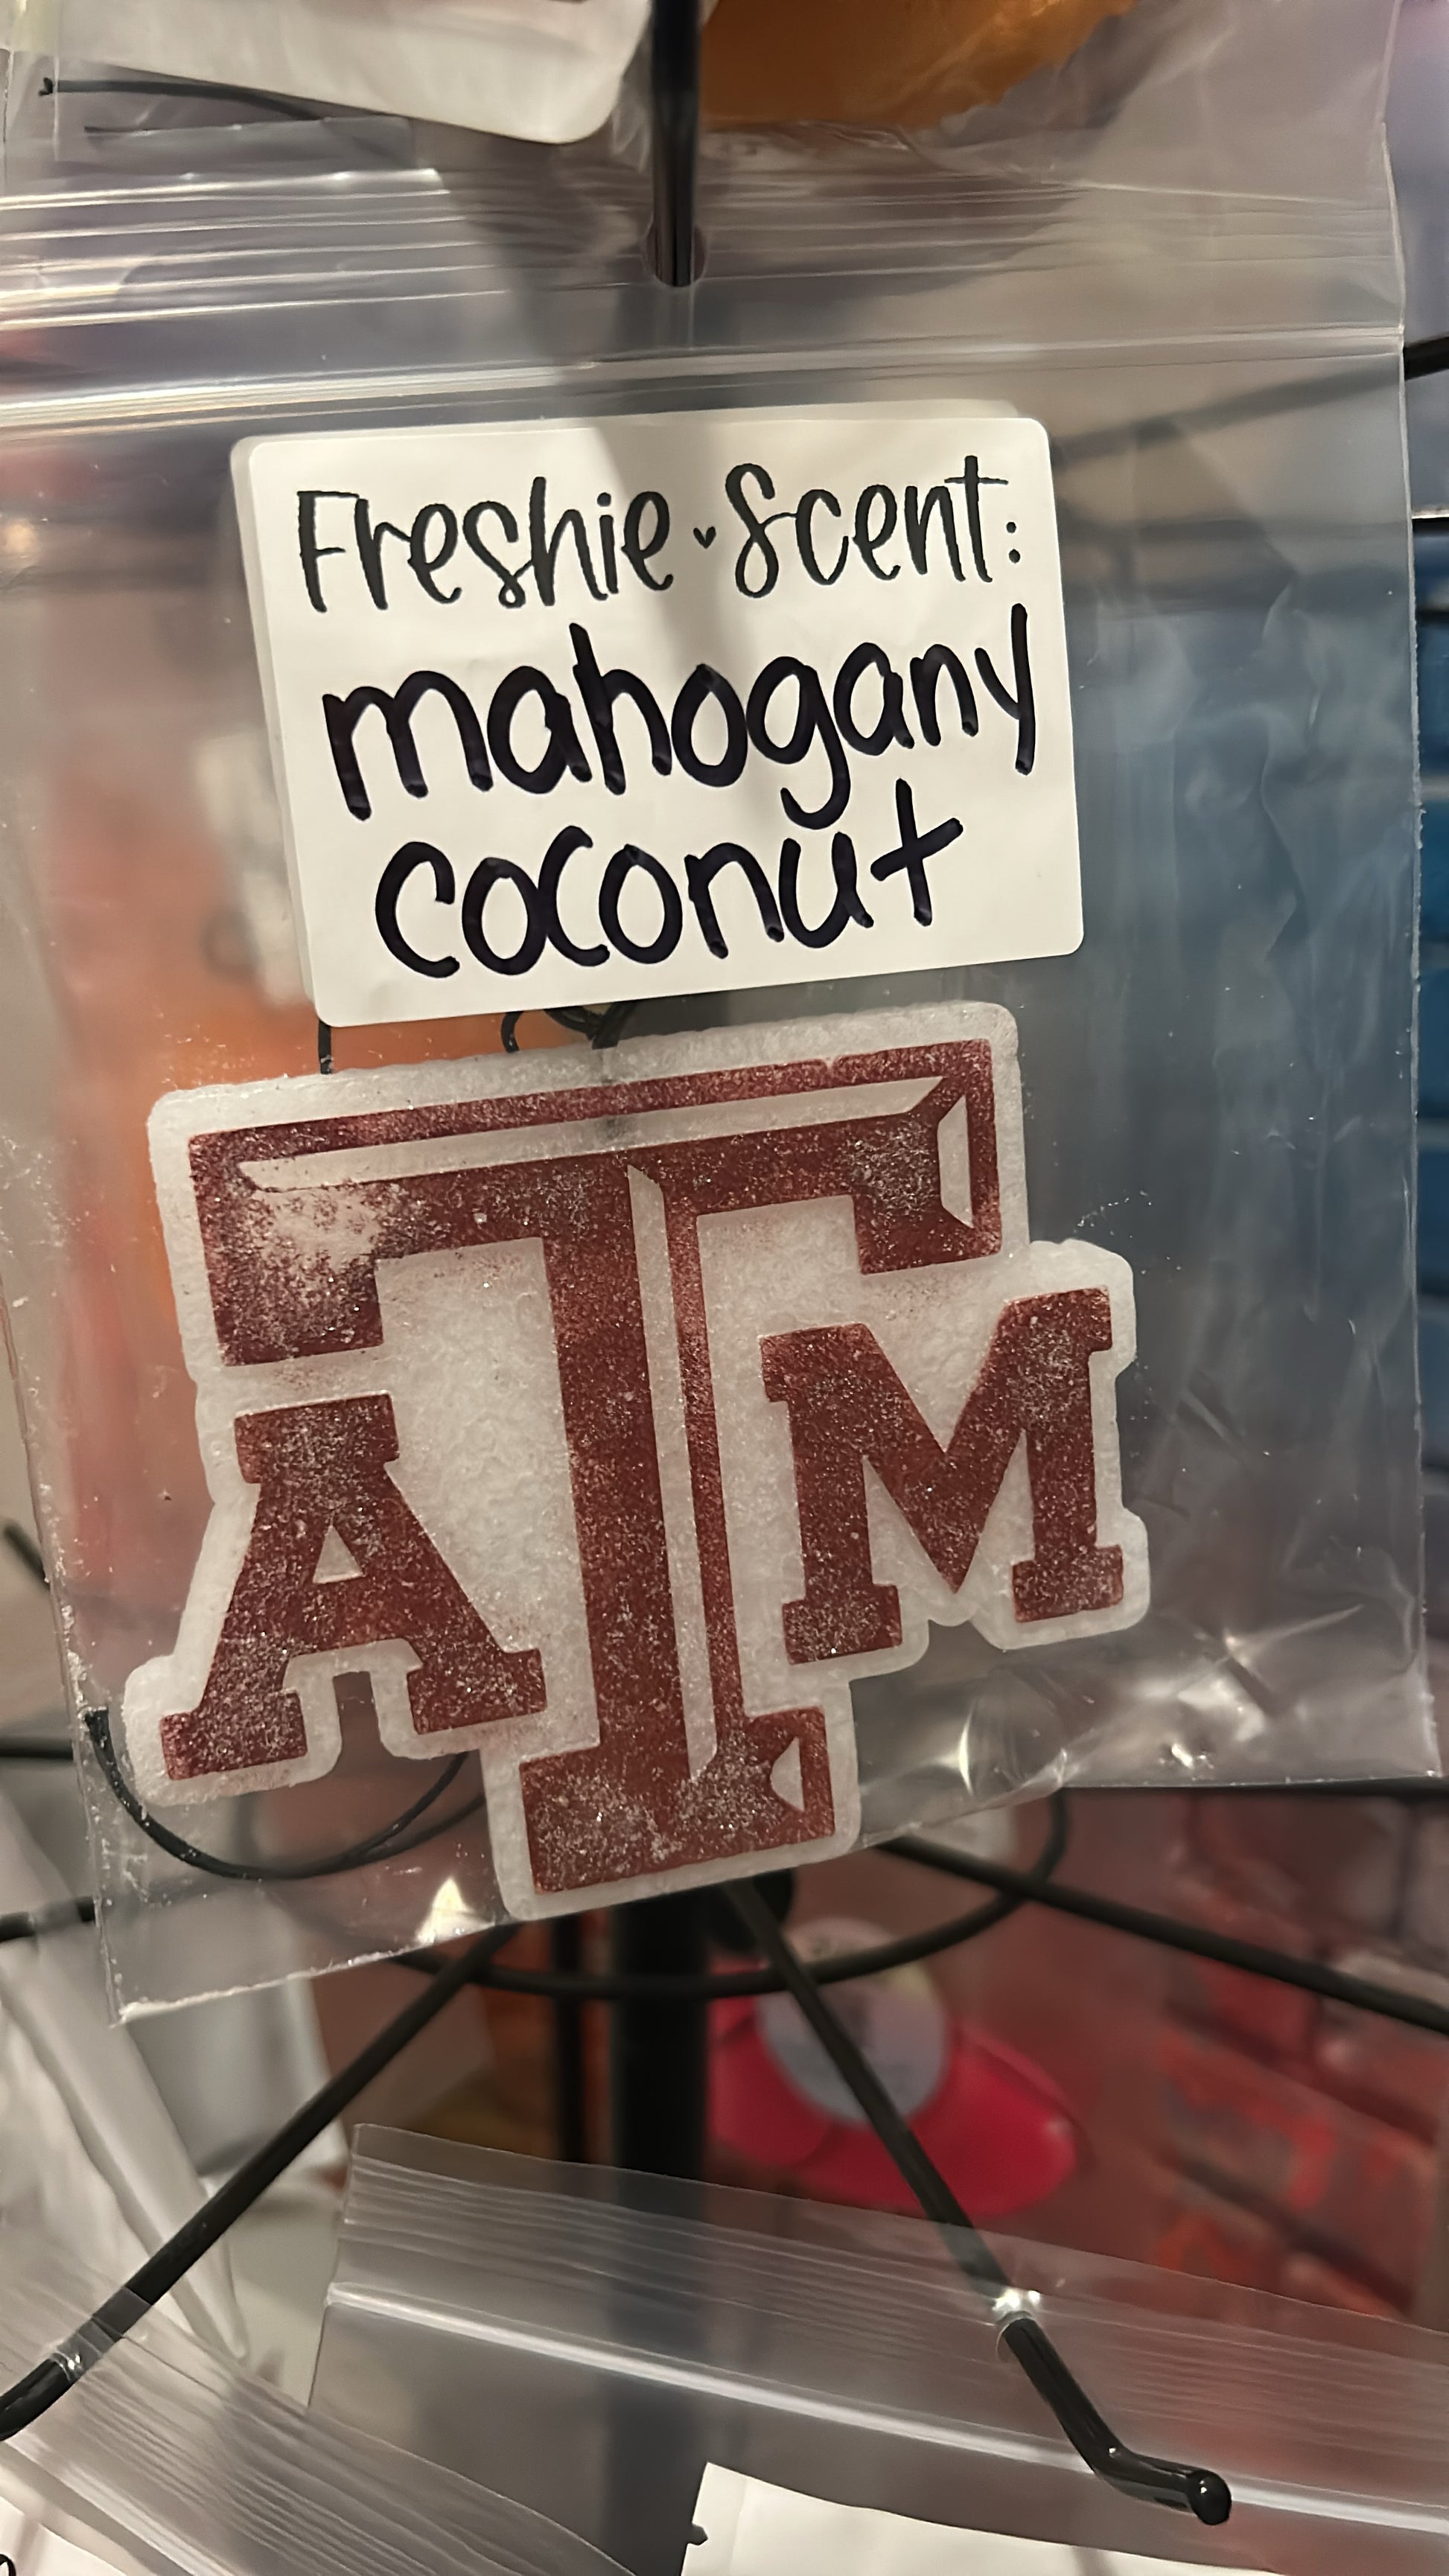 Freshie Scent:
mahogany
coconut
ATM